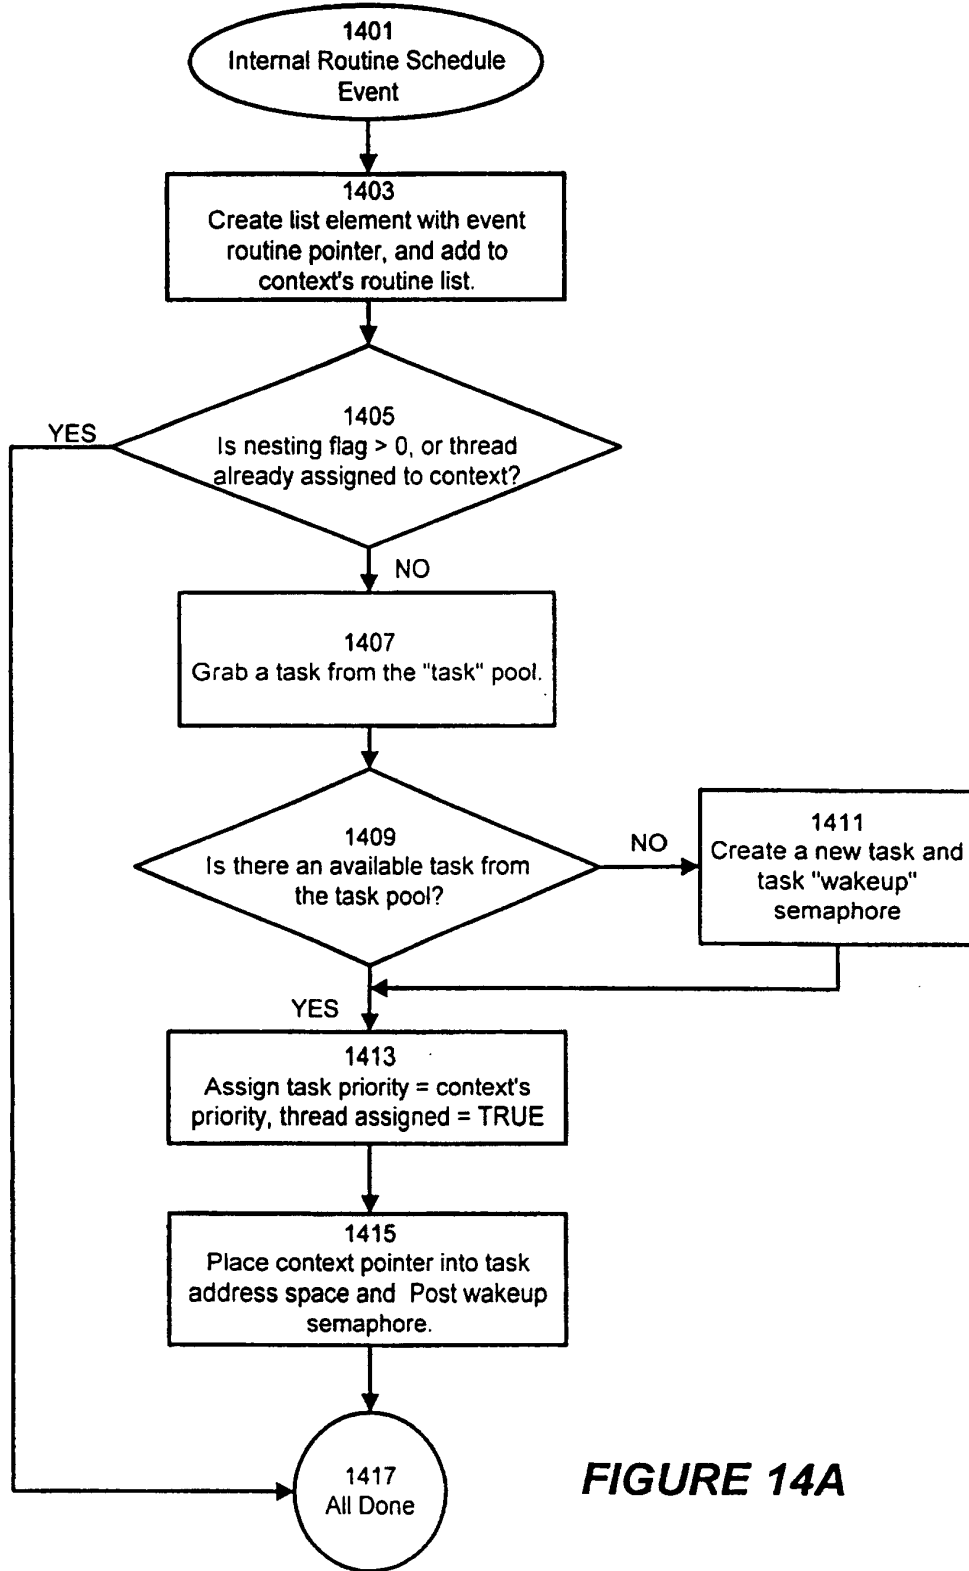 1401
Internal Routine Schedule
Event
1403
Create list element with event
routine pointer, and add to
context's routine list.
YES
1405
Is nesting flag > 0, or thread
already assigned to context?
NO
1407
Grab a task from the "task" pool.
1409
Is there an available task from
the task pool?
NO
1411
Create a new task and
task "wakeup"
semaphore
YES
1413
Assign task priority = context's
priority, thread assigned = TRUE
1415
Place context pointer into task
address space and Post wakeup
semaphore.
1417
All Done
FIGURE 14A